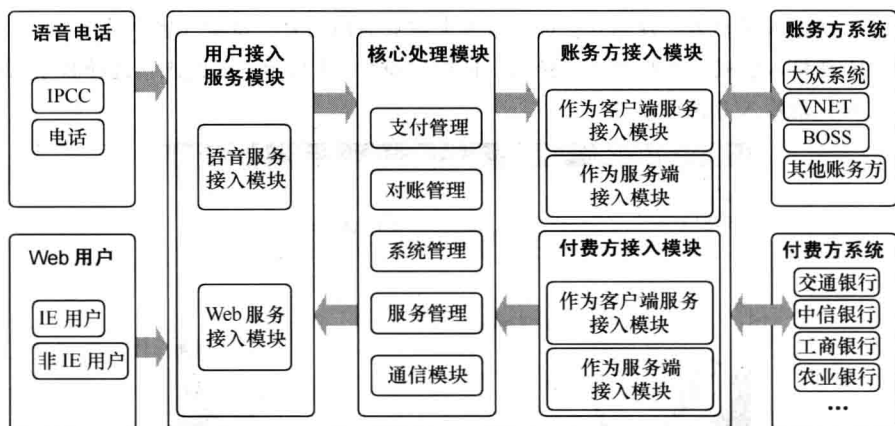 语音电话
IPCC
电话
Web 用户
IE 用户
非 IE 用户
用户接入
服务模块
语音服务
接入模块
Web 服务
接入模块
核心处理模块
支付管理
对账管理
系统管理
服务管理
通信模块
账务方接入模块
作为客户端服务
接入模块
作为服务端
接入模块
付费方接入模块
作为客户端服务
接入模块
作为服务端
接入模块
账务方系统
大众系统
VNET
BOSS
其他账务方
付费方系统
交通银行
中信银行
工商银行
农业银行
...